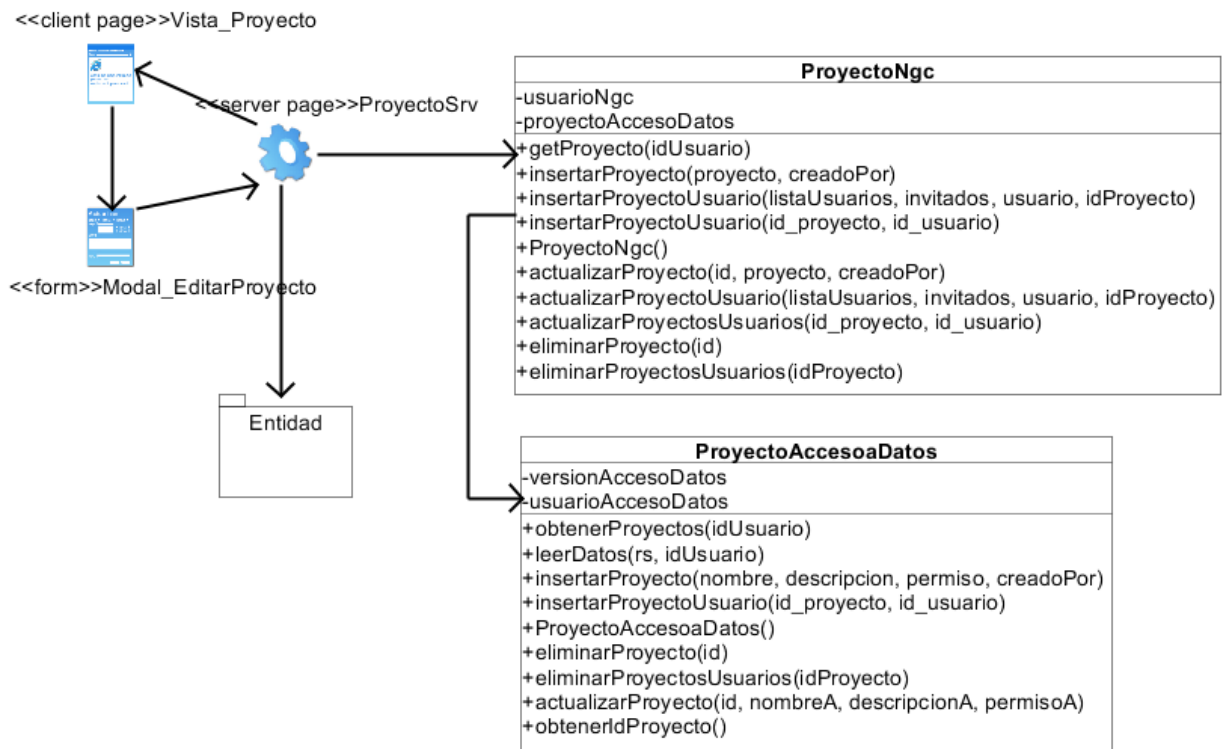 <<client page>>Vista_Proyecto
<<server page>>ProyectoSrv
<<form>>Modal_EditarProyecto
Entidad
ProyectoNgc
-usuarioNgc
-proyectoAccesoDatos
+getProyecto(idUsuario)
+insertarProyecto(proyecto, creadoPor)
+insertarProyectoUsuario(listaUsuarios, invitados, usuario, idProyecto)
+insertarProyectoUsuario(id_proyecto, id_usuario)
+ProyectoNgc()
+actualizarProyecto(id, proyecto, creadoPor)
+actualizarProyectoUsuario(listaUsuarios, invitados, usuario, idProyecto)
+actualizarProyectosUsuarios(id_proyecto, id_usuario)
+eliminarProyecto(id)
+eliminarProyectosUsuarios(idProyecto)
ProyectoAccesoaDatos
-versionAccesoDatos
-usuarioAccesoDatos
+obtenerProyectos(idUsuario)
+leerDatos(rs, idUsuario)
+insertarProyecto(nombre, descripcion, permiso, creadoPor)
+insertarProyectoUsuario(id_proyecto, id_usuario)
+ProyectoAccesoaDatos()
+eliminarProyecto(id)
+eliminarProyectosUsuarios(idProyecto)
+actualizarProyecto(id, nombreA, descripcionA, permisoA)
+obtenerIdProyecto()